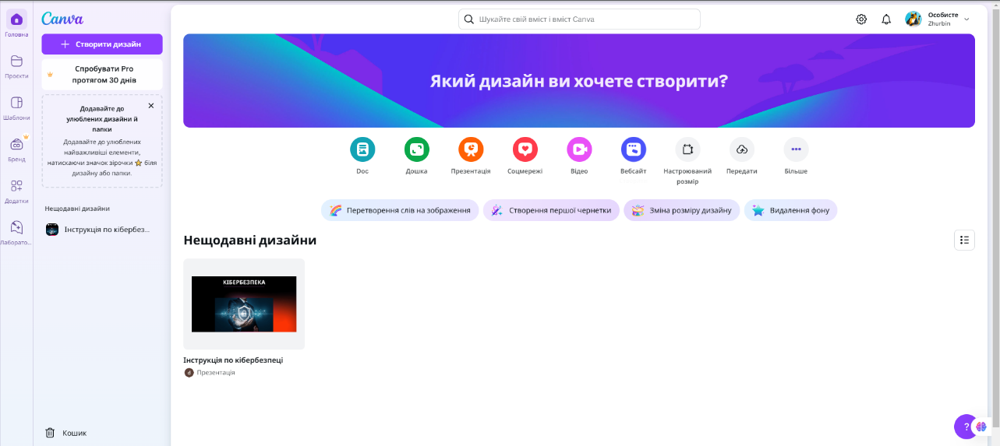 Головна
Проєкти
Шаблони
Бренд
Додатки
Лаборато...
Canva
Створити дизайн
Спробувати Pro
протягом 30 днів
Додавайте до
улюблених дизайни й
папки
Додавайте до улюблених
найважливіші елементи,
натискаючи значок зірочки ⭐ біля
дизайну або папки.
Нещодавні дизайни
Інструкція по кібербез...
Кошик
Шукайте свій вміст і вміст Canva
Особисте
Zhurbin
Який дизайн ви хочете створити?
Doc
Дошка
Презентація
Соцмережі
Відео
Вебсайт
Настроюваний
розмір
Передати
Більше
Перетворення слів на зображення
Створення першої чернетки
Зміна розміру дизайну
Видалення фону
Нещодавні дизайни
КІБЕРБЕЗПЕКА
Інструкція по кібербезпеці
d
Презентація
?